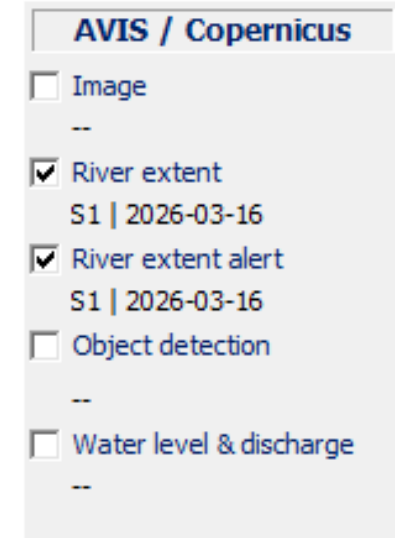 AVIS / Copernicus
Image
--
River extent
S1 | 2026-03-16
River extent alert
S1 | 2026-03-16
Object detection
--
Water level & discharge
--